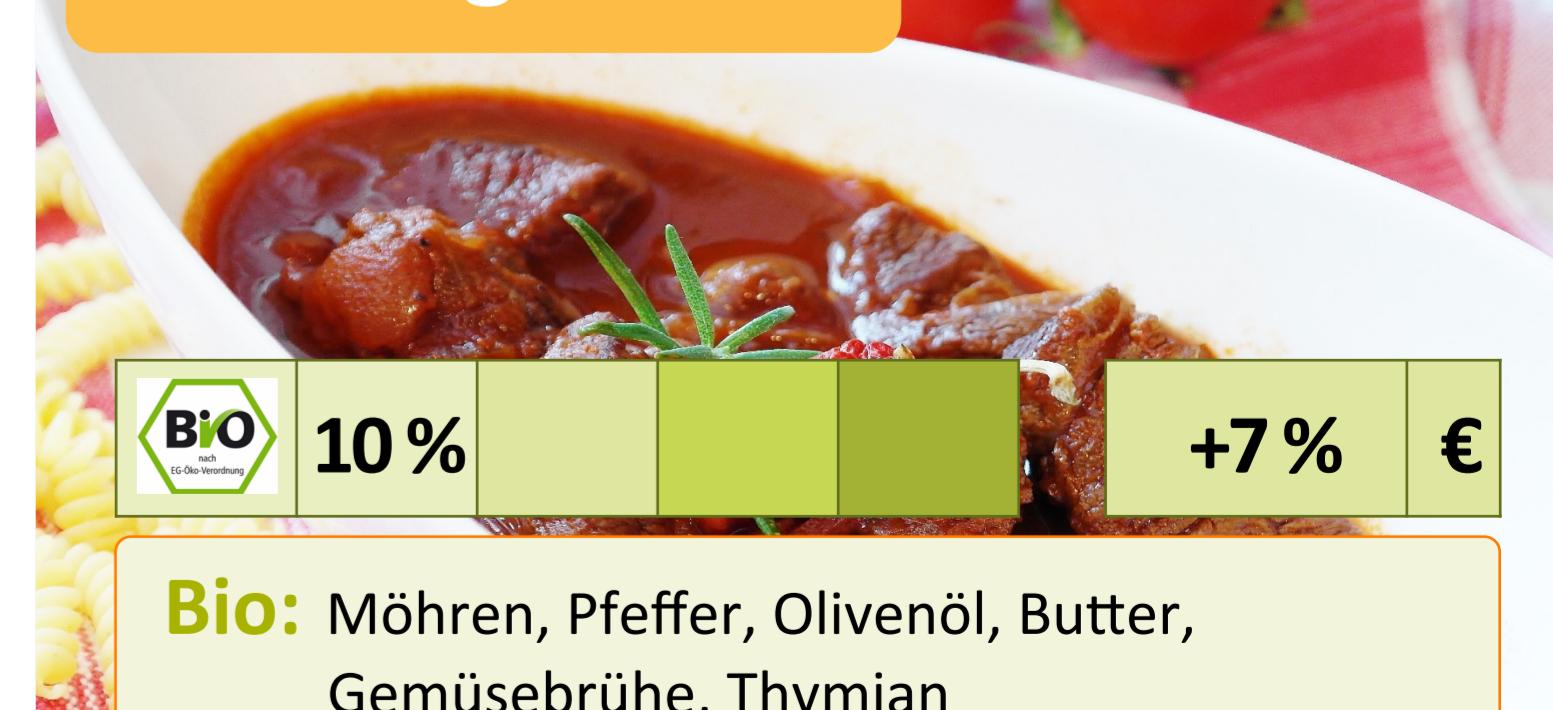 Bio
nach
EG-Öko-Verordnung
10 %
+7 %
€
Bio: Möhren, Pfeffer, Olivenöl, Butter,
Gemüsebrühe, Thymian